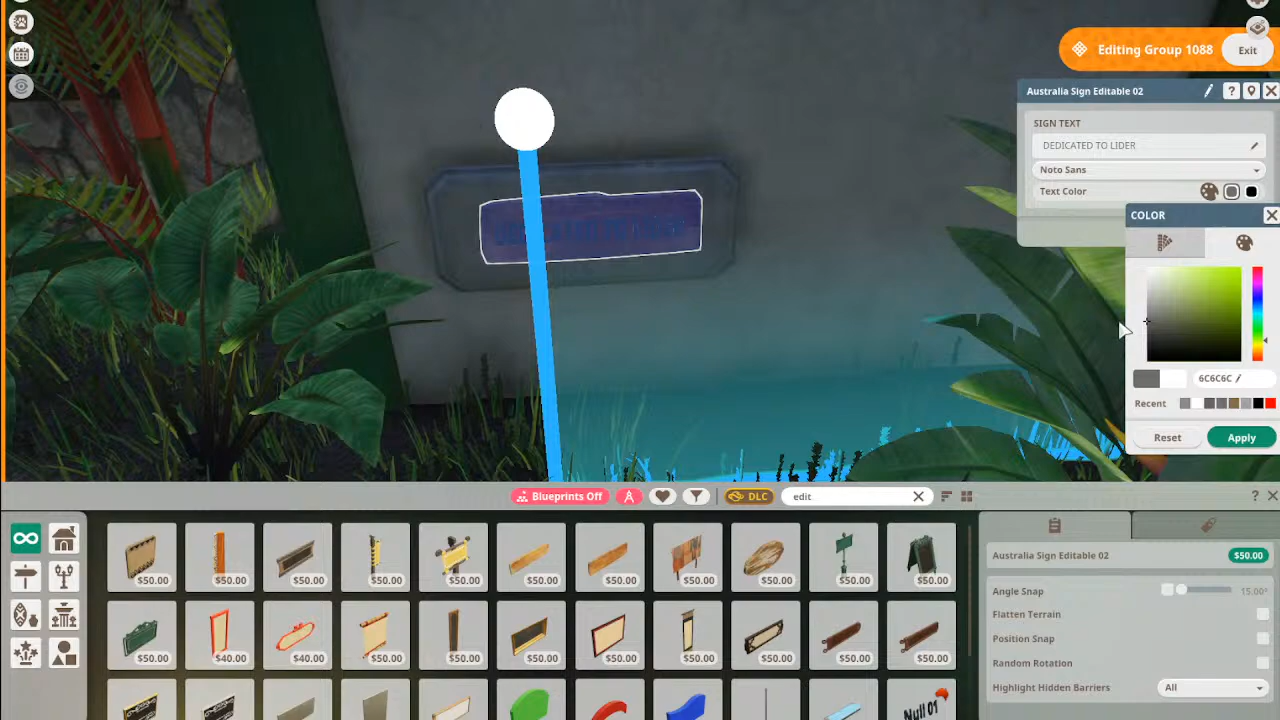 Editing Group 1088
Exit
Australia Sign Editable 02
?
SIGN TEXT
DEDICATED TO LIDER
Noto Sans
Text Color
COLOR
6C6C6C
Recent
Reset
Apply
Blueprints Off
DLC
edit
?
$50.00 $50.00 $50.00 $50.00 $50.00 $50.00 $50.00 $50.00 $50.00 $50.00 $50.00
$50.00 $40.00 $40.00 $50.00 $50.00 $50.00 $50.00 $50.00 $50.00 $50.00 $50.00
Null 01
Australia Sign Editable 02
$50.00
Angle Snap
15.00°
Flatten Terrain
Position Snap
Random Rotation
Highlight Hidden Barriers
All